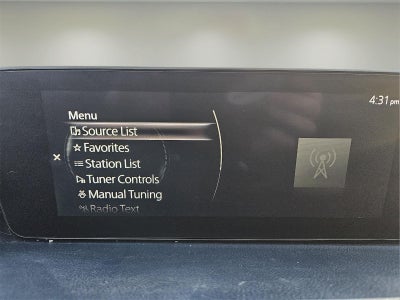 4:31pm
Menu
Source List
Favorites
Station List
Tuner Controls
Manual Tuning
Radio Text